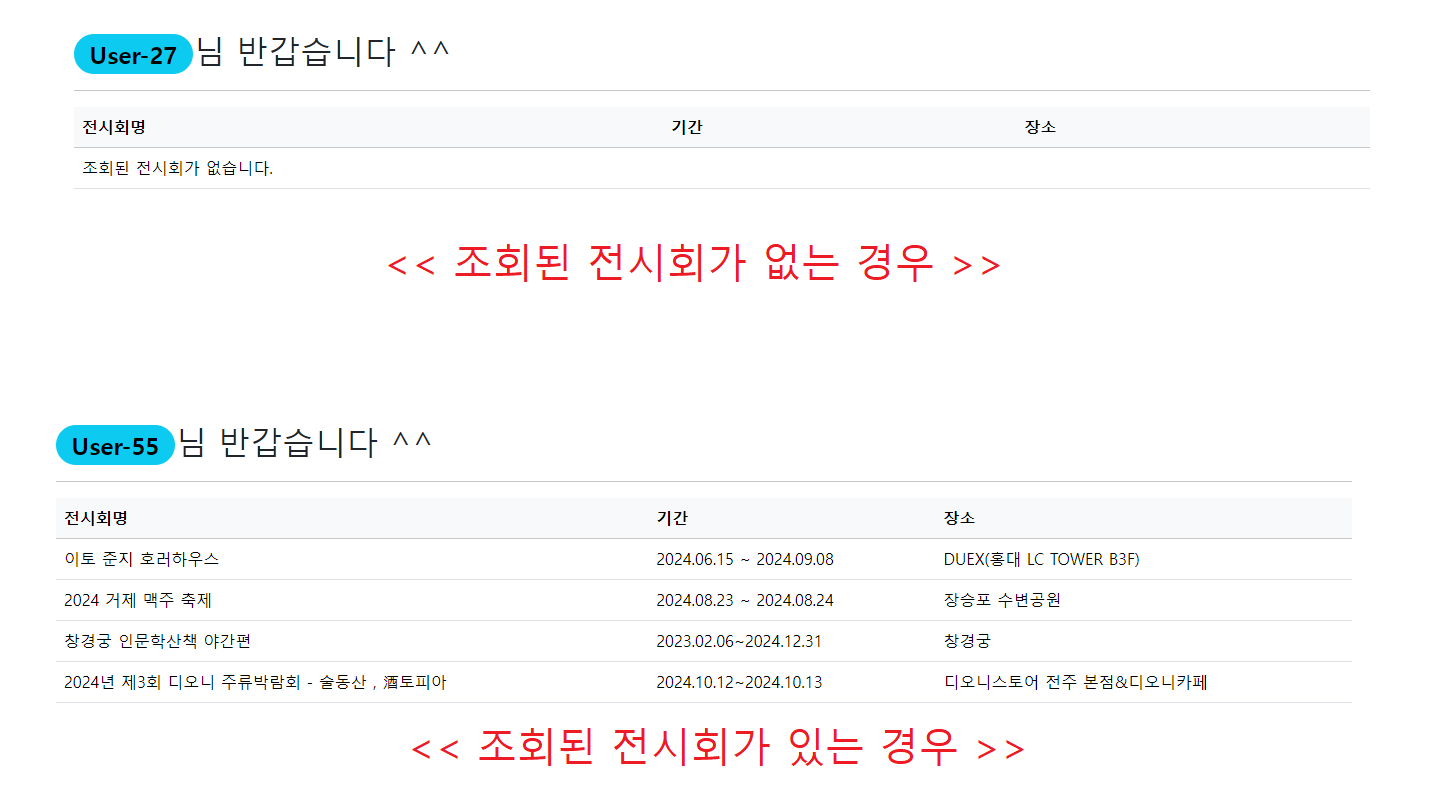 User-27 님 반갑습니다 ^^
전시회명 기간 장소
조회된 전시회가 없습니다.
<< 조회된 전시회가 없는 경우 >>
User-55 님 반갑습니다 ^^
전시회명 기간 장소
이토 준지 호러하우스 2024.06.15 ~ 2024.09.08 DUEX(홍대 LC TOWER B3F)
2024 거제 맥주 축제 2024.08.23 ~ 2024.08.24 장승포 수변공원
창경궁 인문학산책 야간편 2023.02.06~2024.12.31 창경궁
2024년 제3회 디오니 주류박람회 - 술동산 , 酒토피아 2024.10.12~2024.10.13 디오니스토어 전주 본점&디오니카페
<< 조회된 전시회가 있는 경우 >>